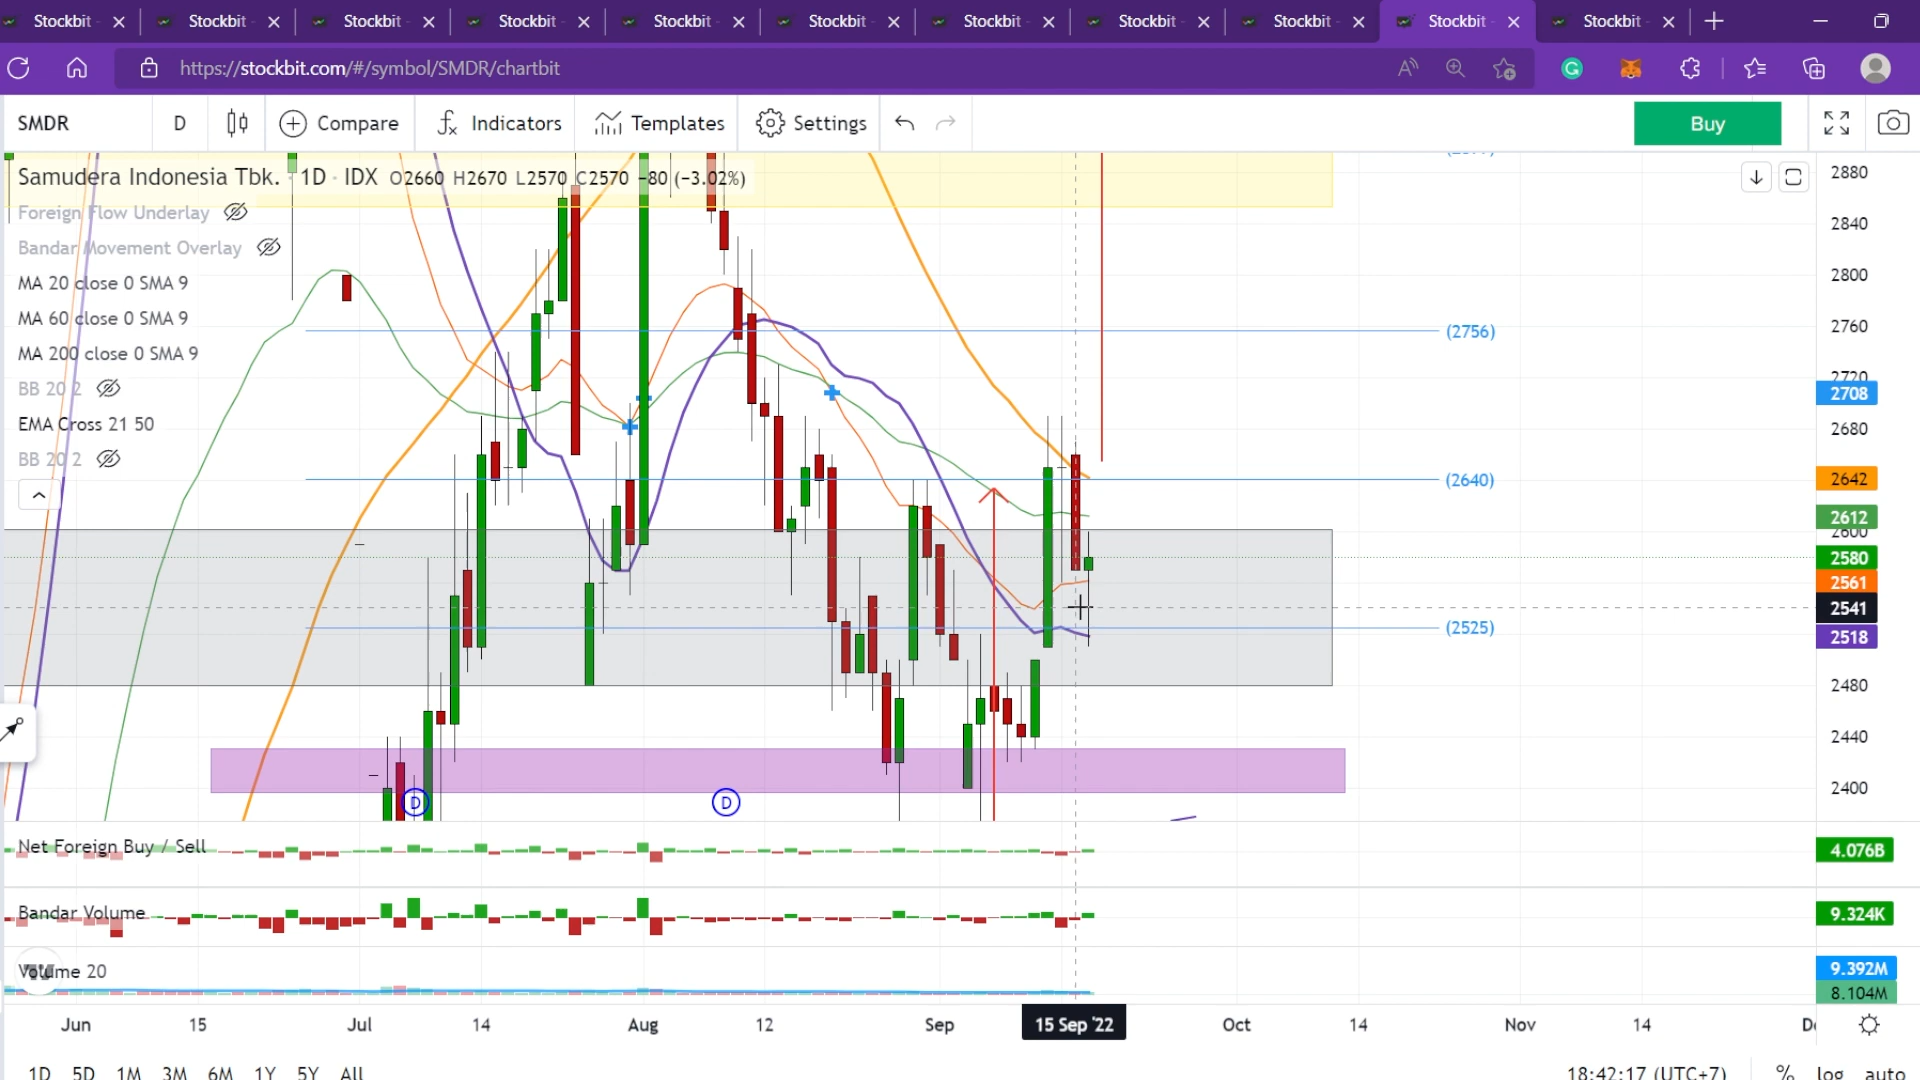 Stockbit Stockbit Stockbit Stockbit Stockbit Stockbit Stockbit Stockbit Stockbit Stockbit Stockbit
https://stockbit.com/#/symbol/SMDR/chartbit
SMDR D Compare Indicators Templates Settings Buy
Samudera Indonesia Tbk. · 1D · IDX O2660 H2670 L2570 C2570 −80 (−3.02%)
Foreign Flow Underlay
Bandar Movement Overlay
MA 20 close 0 SMA 9
MA 60 close 0 SMA 9
MA 200 close 0 SMA 9
BB 20 2
EMA Cross 21 50
BB 20 2
(2756)
(2640)
(2525)
2880
2840
2800
2760
2720
2708
2680
2642
2612
2600
2580
2561
2541
2518
2480
2440
2400
D D
Net Foreign Buy / Sell 4.076B
Bandar Volume 9.324K
Volume 20 9.392M
8.104M
Jun 15 Jul 14 Aug 12 Sep 15 Sep '22 Oct 14 Nov 14
1D 5D 1M 3M 6M 1Y 5Y All 18:42:17 (UTC+7) % log auto